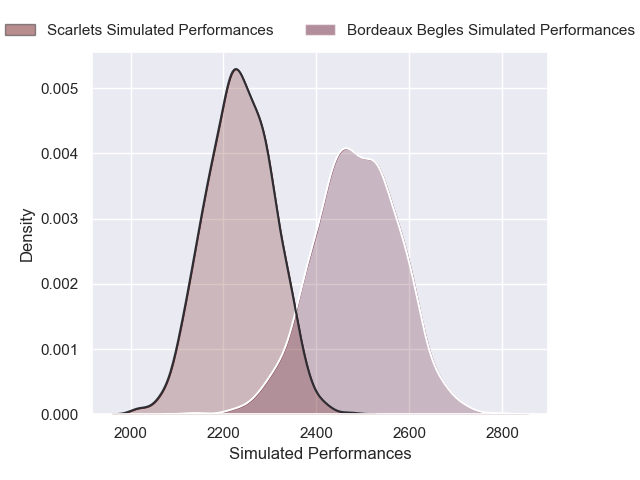 Scarlets Simulated Performances
Bordeaux Begles Simulated Performances
0.005
0.004
0.003
0.002
0.001
0.000
Density
2000
2200
2400
2600
2800
Simulated Performances